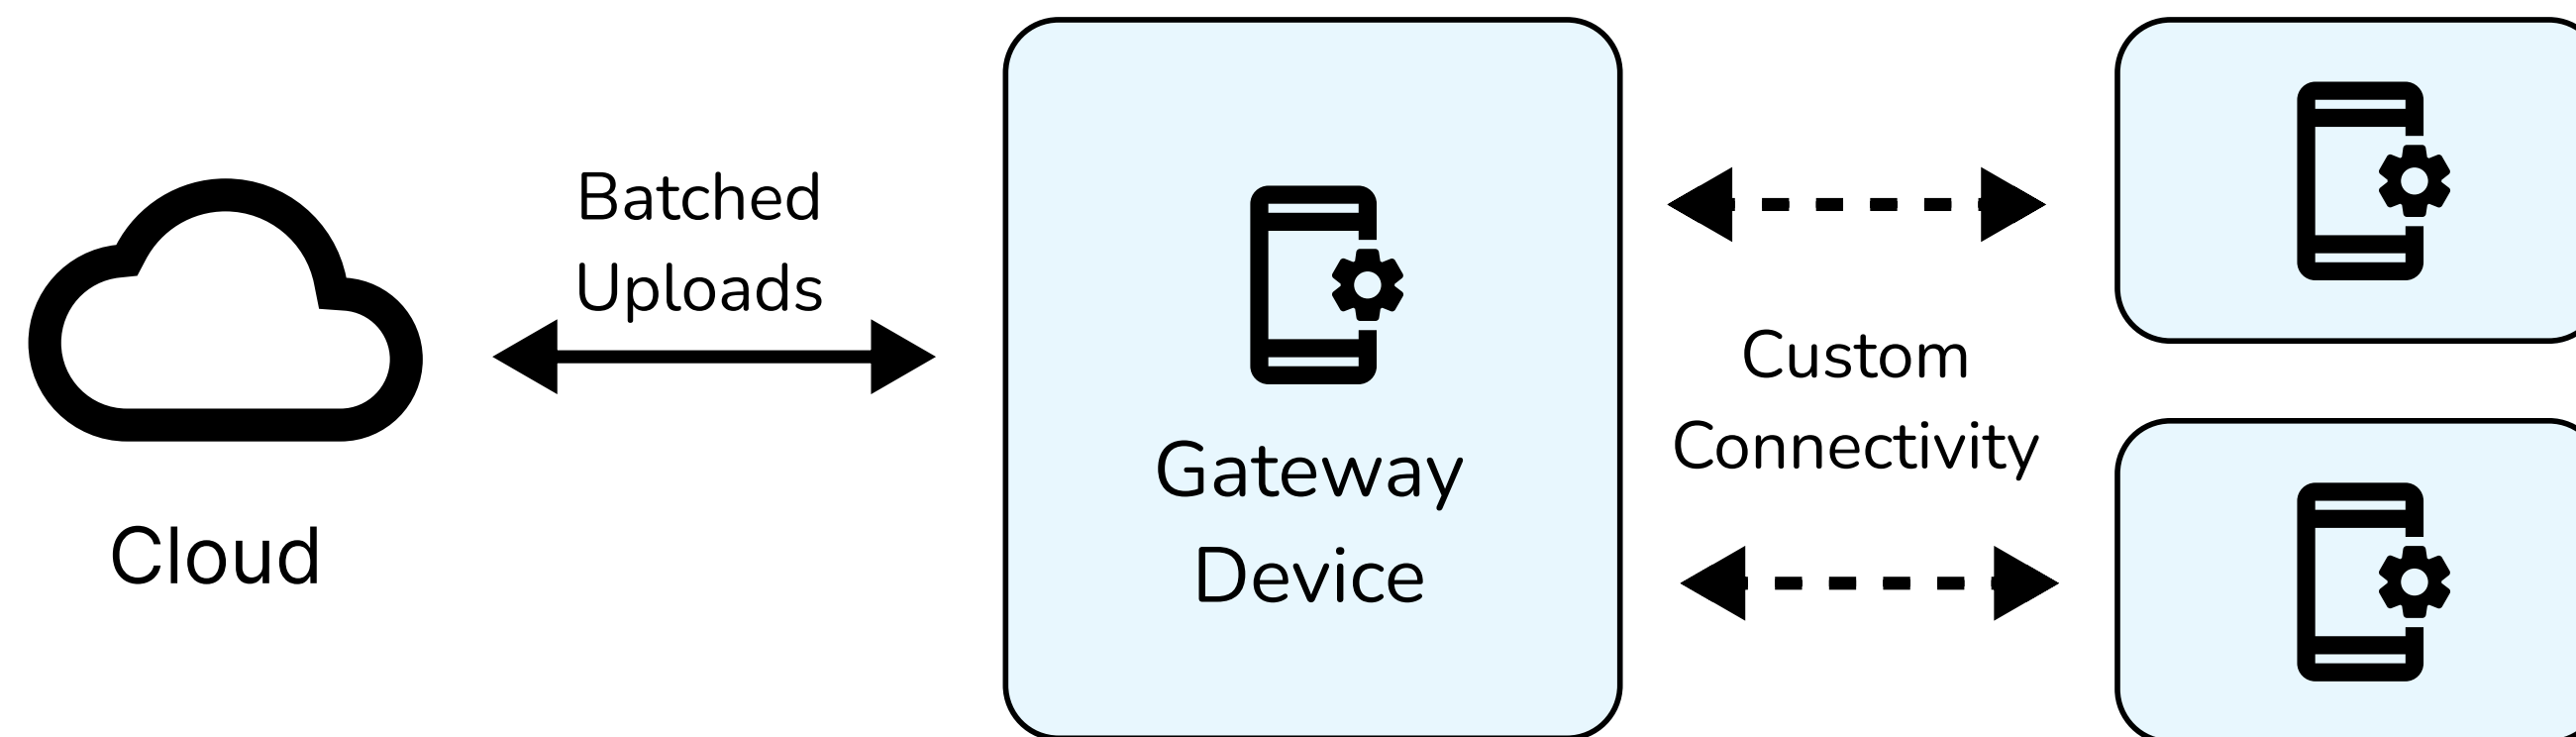 Batched
Uploads
Cloud
Gateway
Device
Custom
Connectivity